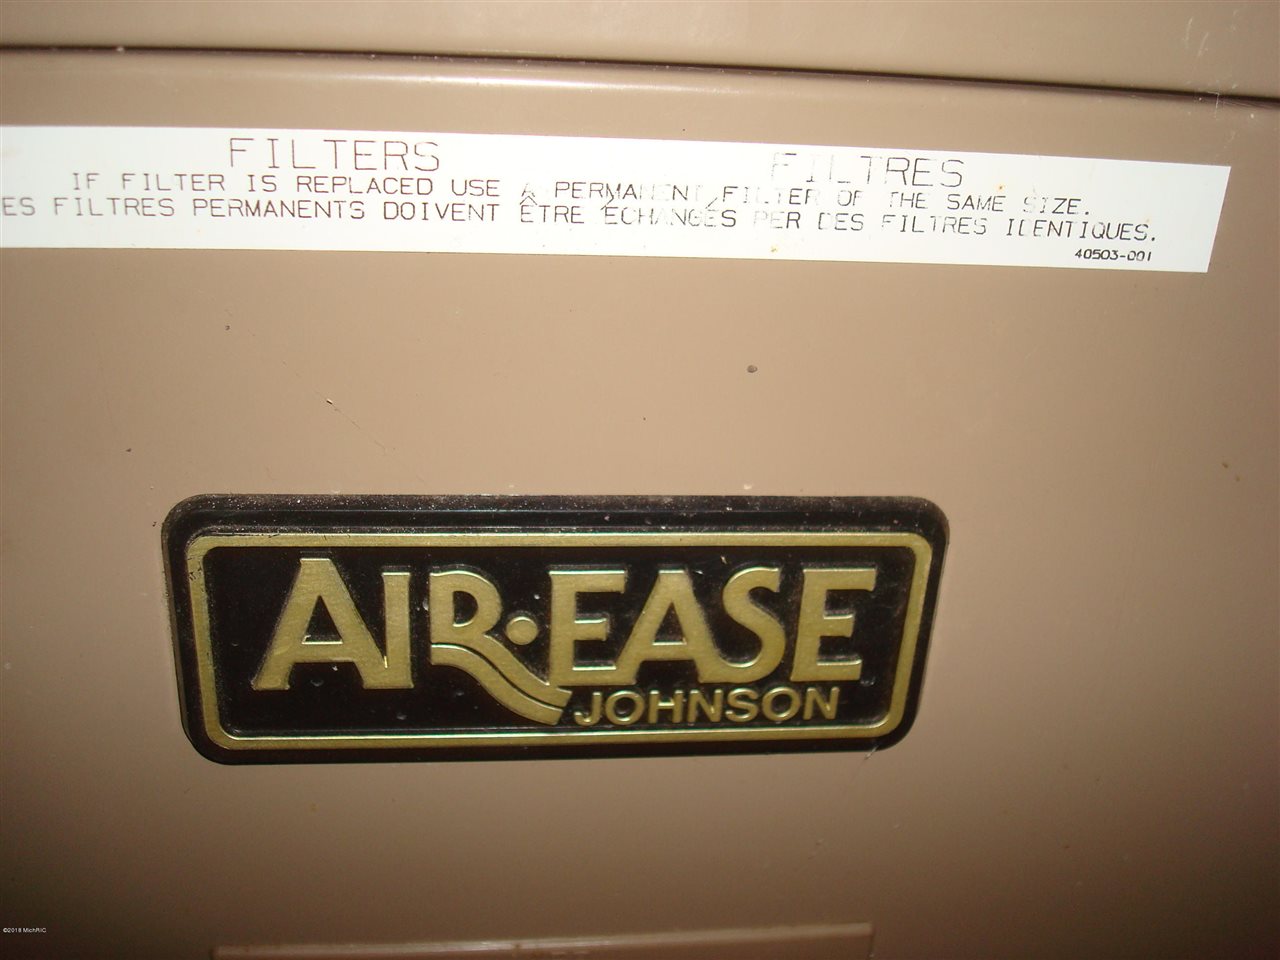 FILTERS FILTRES
IF FILTER IS REPLACED USE A PERMANENT FILTER OF THE SAME SIZE.
ES FILTRES PERMANENTS DOIVENT ÊTRE ÉCHANGÉS PER DES FILTRES IDENTIQUES.
40503-001
AIR·EASE
JOHNSON
©2018 MichRIC